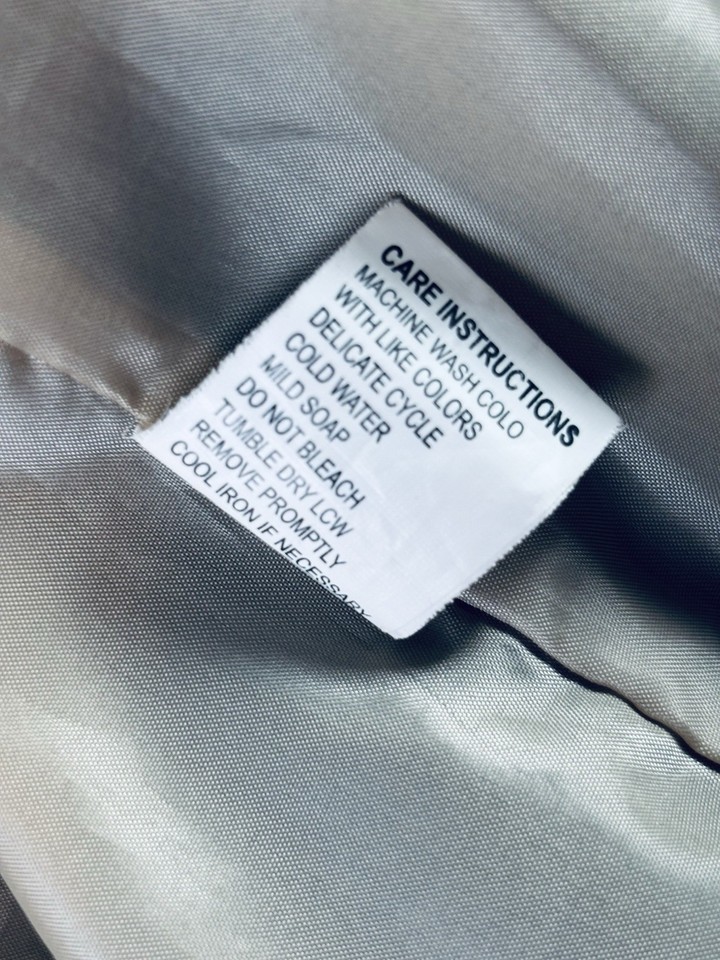 CARE INSTRUCTIONS
MACHINE WASH COLO
WITH LIKE COLORS
DELICATE CYCLE
COLD WATER
MILD SOAP
DO NOT BLEACH
TUMBLE DRY LCW
REMOVE PROMPTLY
COOL IRON IF NECESSARY